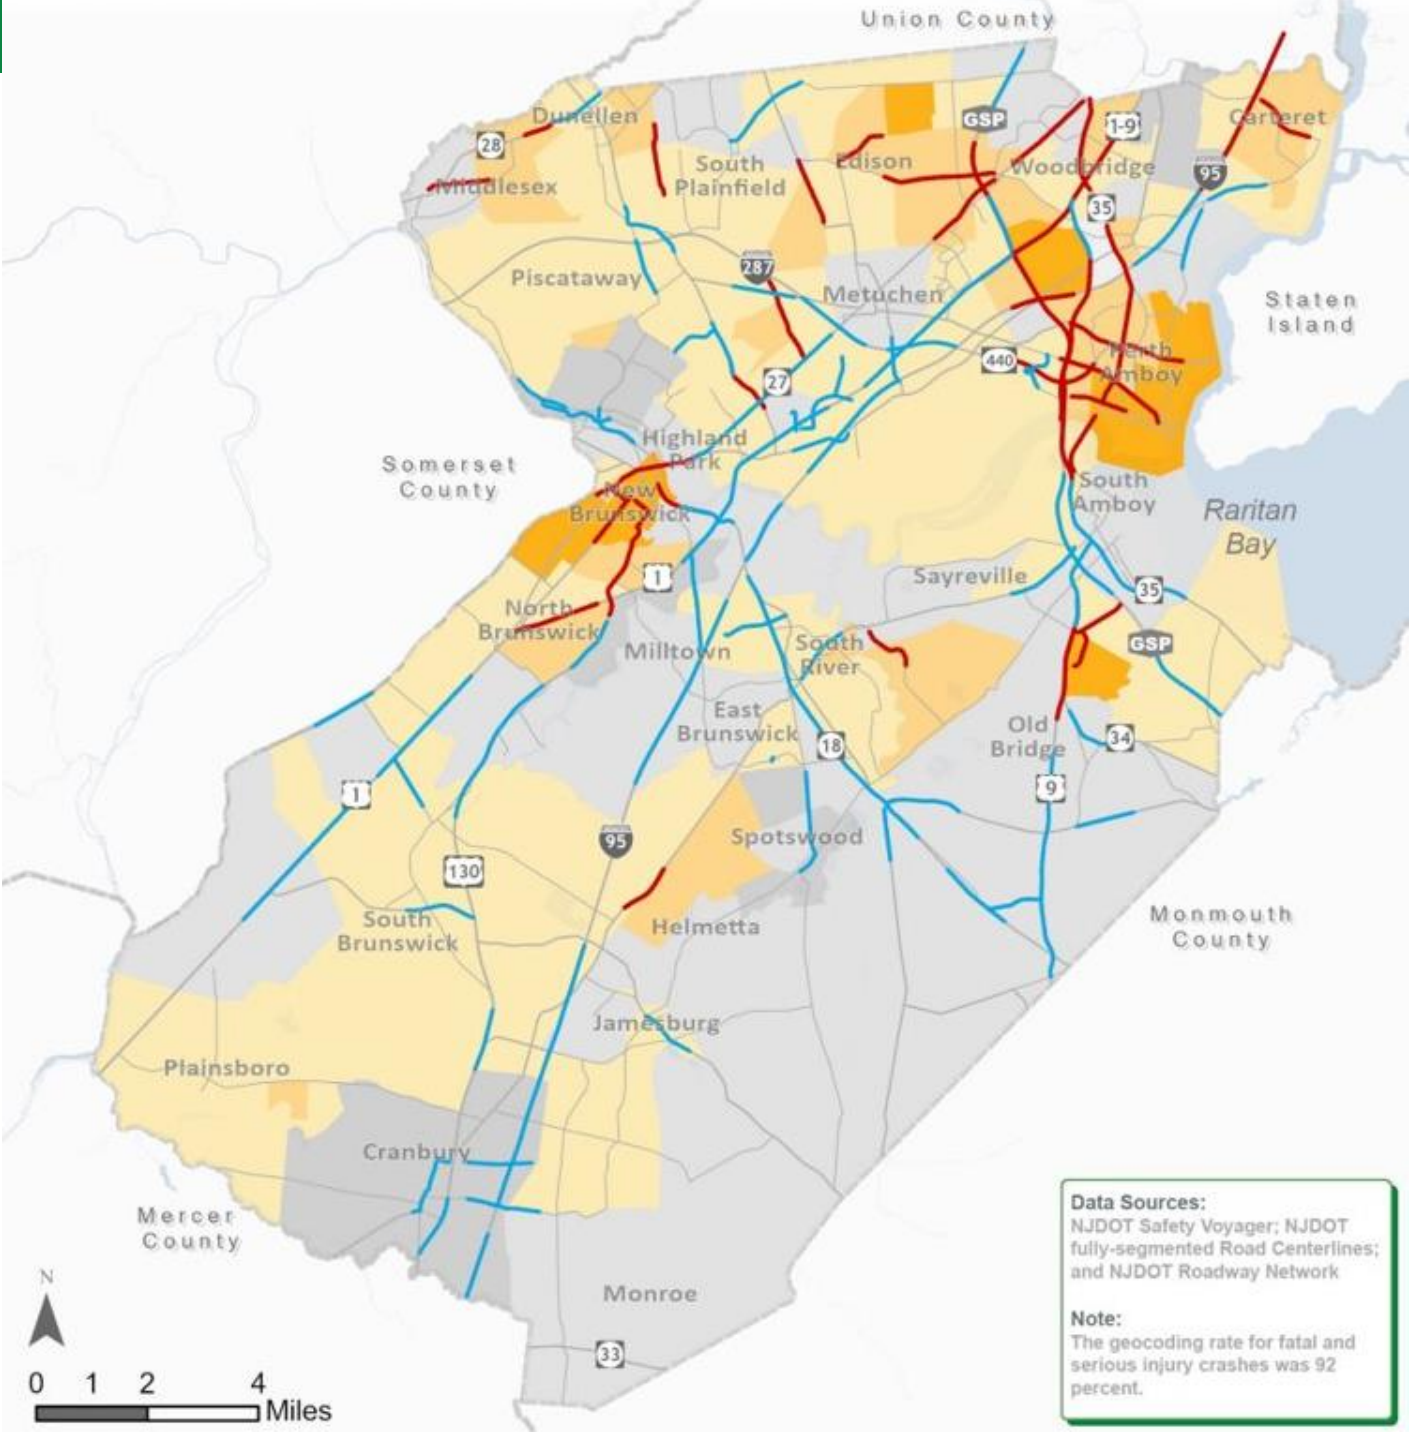 Union County
Dunellen
28
GSP
1-9
Carteret
Middlesex
South
Plainfield
Edison
Woodbridge
95
35
Piscataway
287
Metuchen
Staten
Island
440
Perth
Amboy
27
Highland
Park
Somerset
County
New
Brunswick
South
Amboy
Raritan
Bay
1
Sayreville
35
North
Brunswick
Milltown
South
River
GSP
East
Brunswick
18
Old
Bridge
34
9
1
95
Spotswood
130
South
Brunswick
Helmetta
Monmouth
County
Jamesburg
Plainsboro
Cranbury
Mercer
County
Monroe
33
N
0 1 2 4
Miles
Data Sources:
NJDOT Safety Voyager; NJDOT
fully-segmented Road Centerlines;
and NJDOT Roadway Network
Note:
The geocoding rate for fatal and
serious injury crashes was 92
percent.